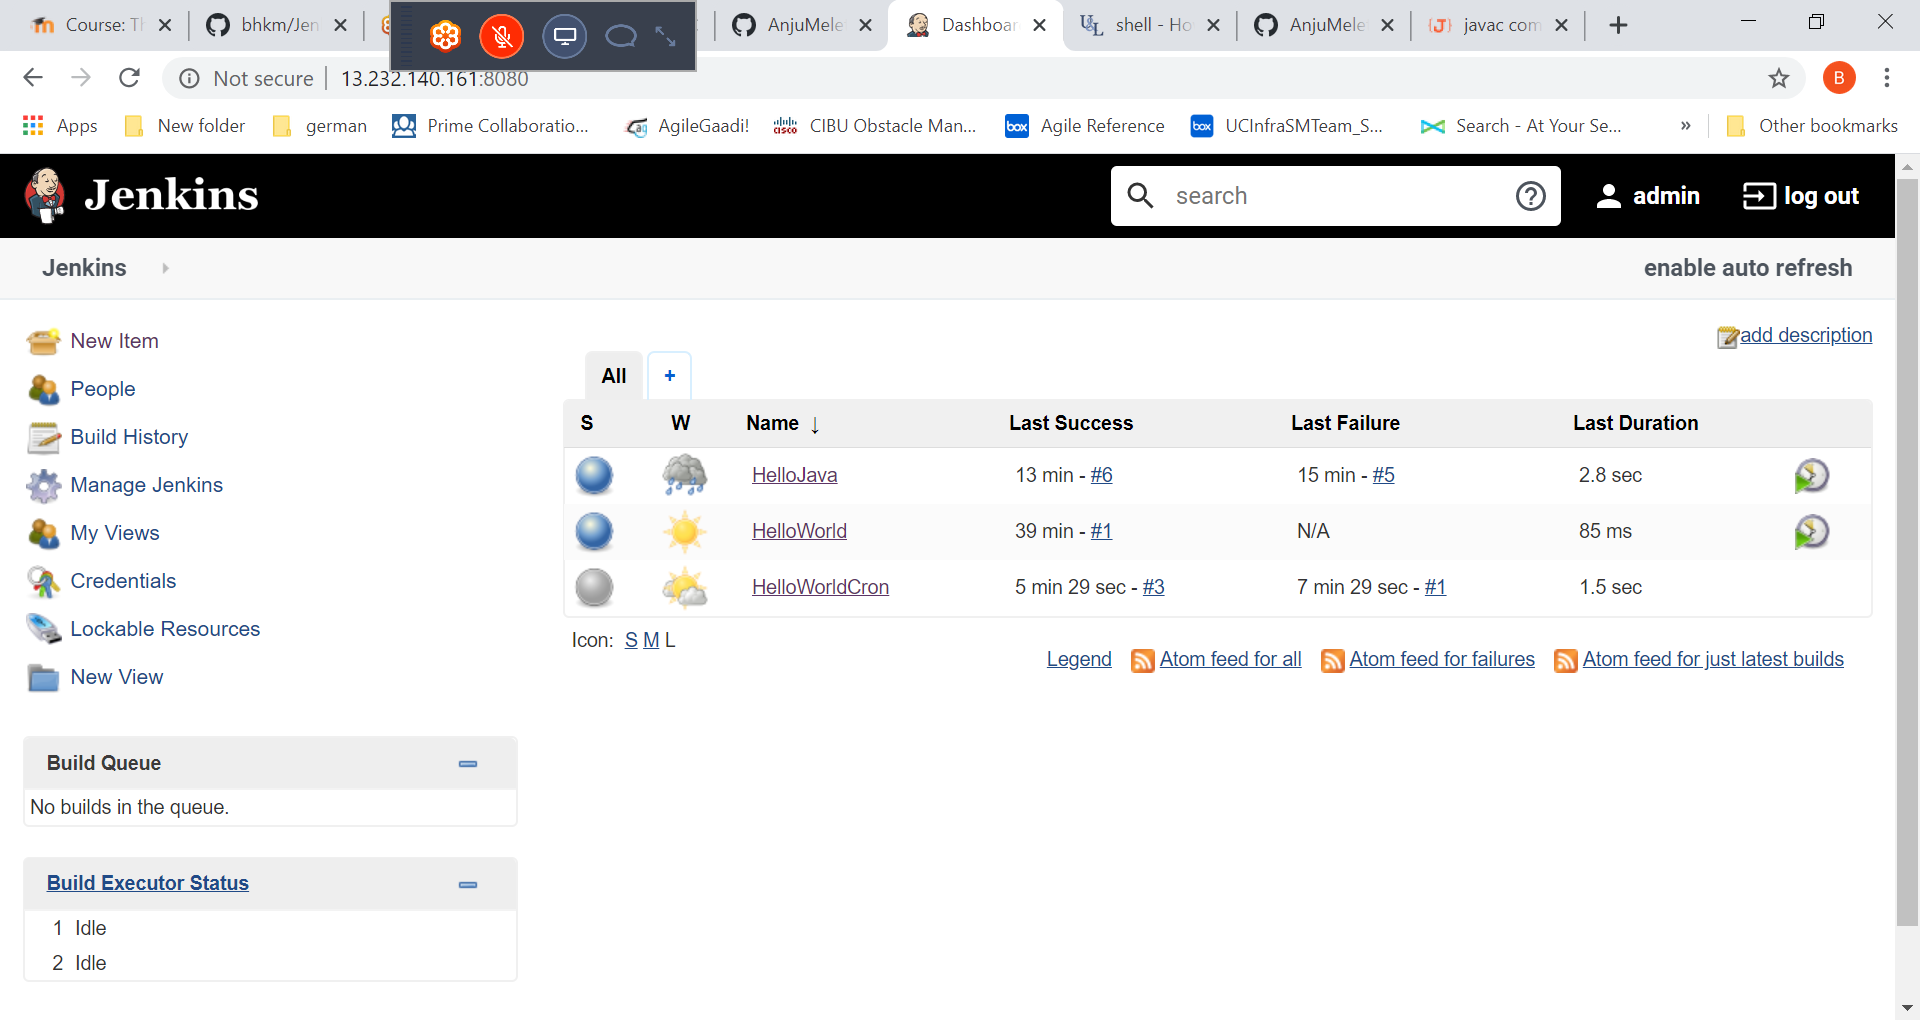 Course: Th
bhkm/Jen
AnjuMele
Dashboar
shell - Ho
AnjuMele
javac com
Not secure
13.232.140.161:8080
B
Apps
New folder
german
Prime Collaboratio...
AgileGaadi!
CIBU Obstacle Man...
box
Agile Reference
box
UCInfraSMTeam_S...
Search - At Your Se...
»
Other bookmarks
Jenkins
search
admin
log out
Jenkins
enable auto refresh
New Item
People
Build History
Manage Jenkins
My Views
Credentials
Lockable Resources
New View
add description
All
+
S W Name ↓ Last Success Last Failure Last Duration
HelloJava 13 min - #6 15 min - #5 2.8 sec
HelloWorld 39 min - #1 N/A 85 ms
HelloWorldCron 5 min 29 sec - #3 7 min 29 sec - #1 1.5 sec
Icon: S M L
Legend Atom feed for all Atom feed for failures Atom feed for just latest builds
Build Queue
No builds in the queue.
Build Executor Status
1 Idle
2 Idle